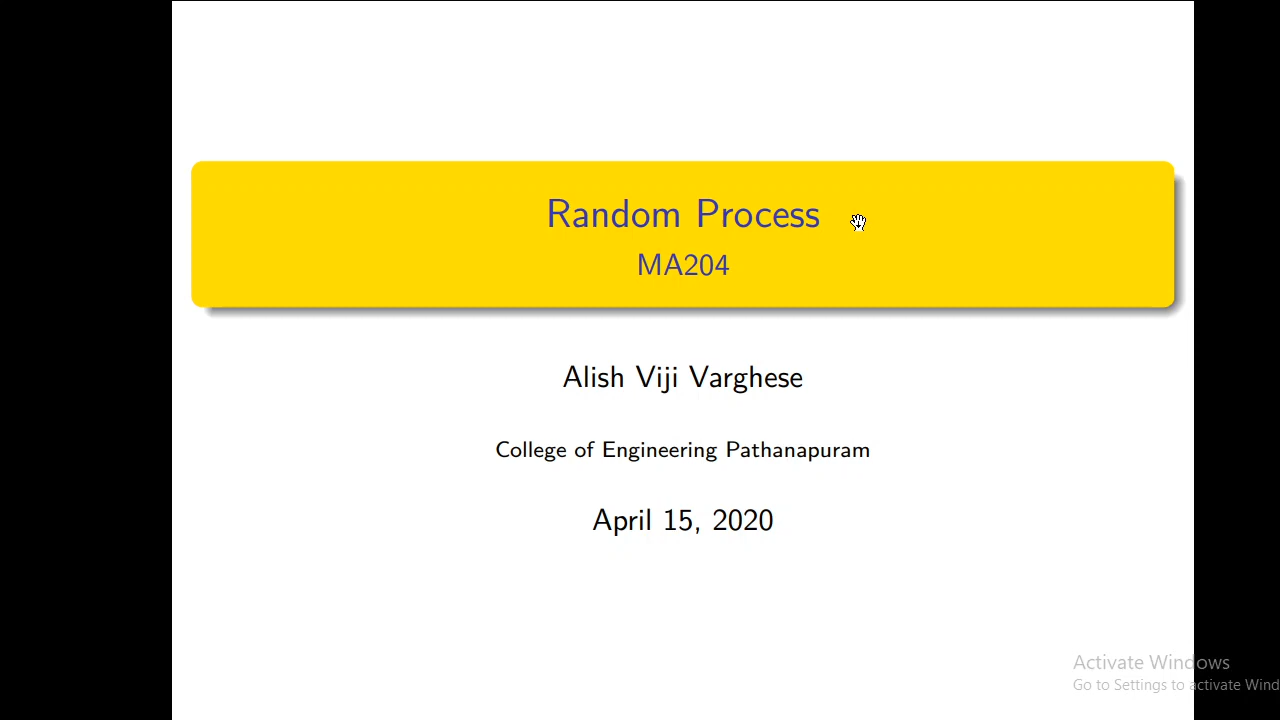 Random Process
MA204
Alish Viji Varghese
College of Engineering Pathanapuram
April 15, 2020
Activate Windows
Go to Settings to activate Wind